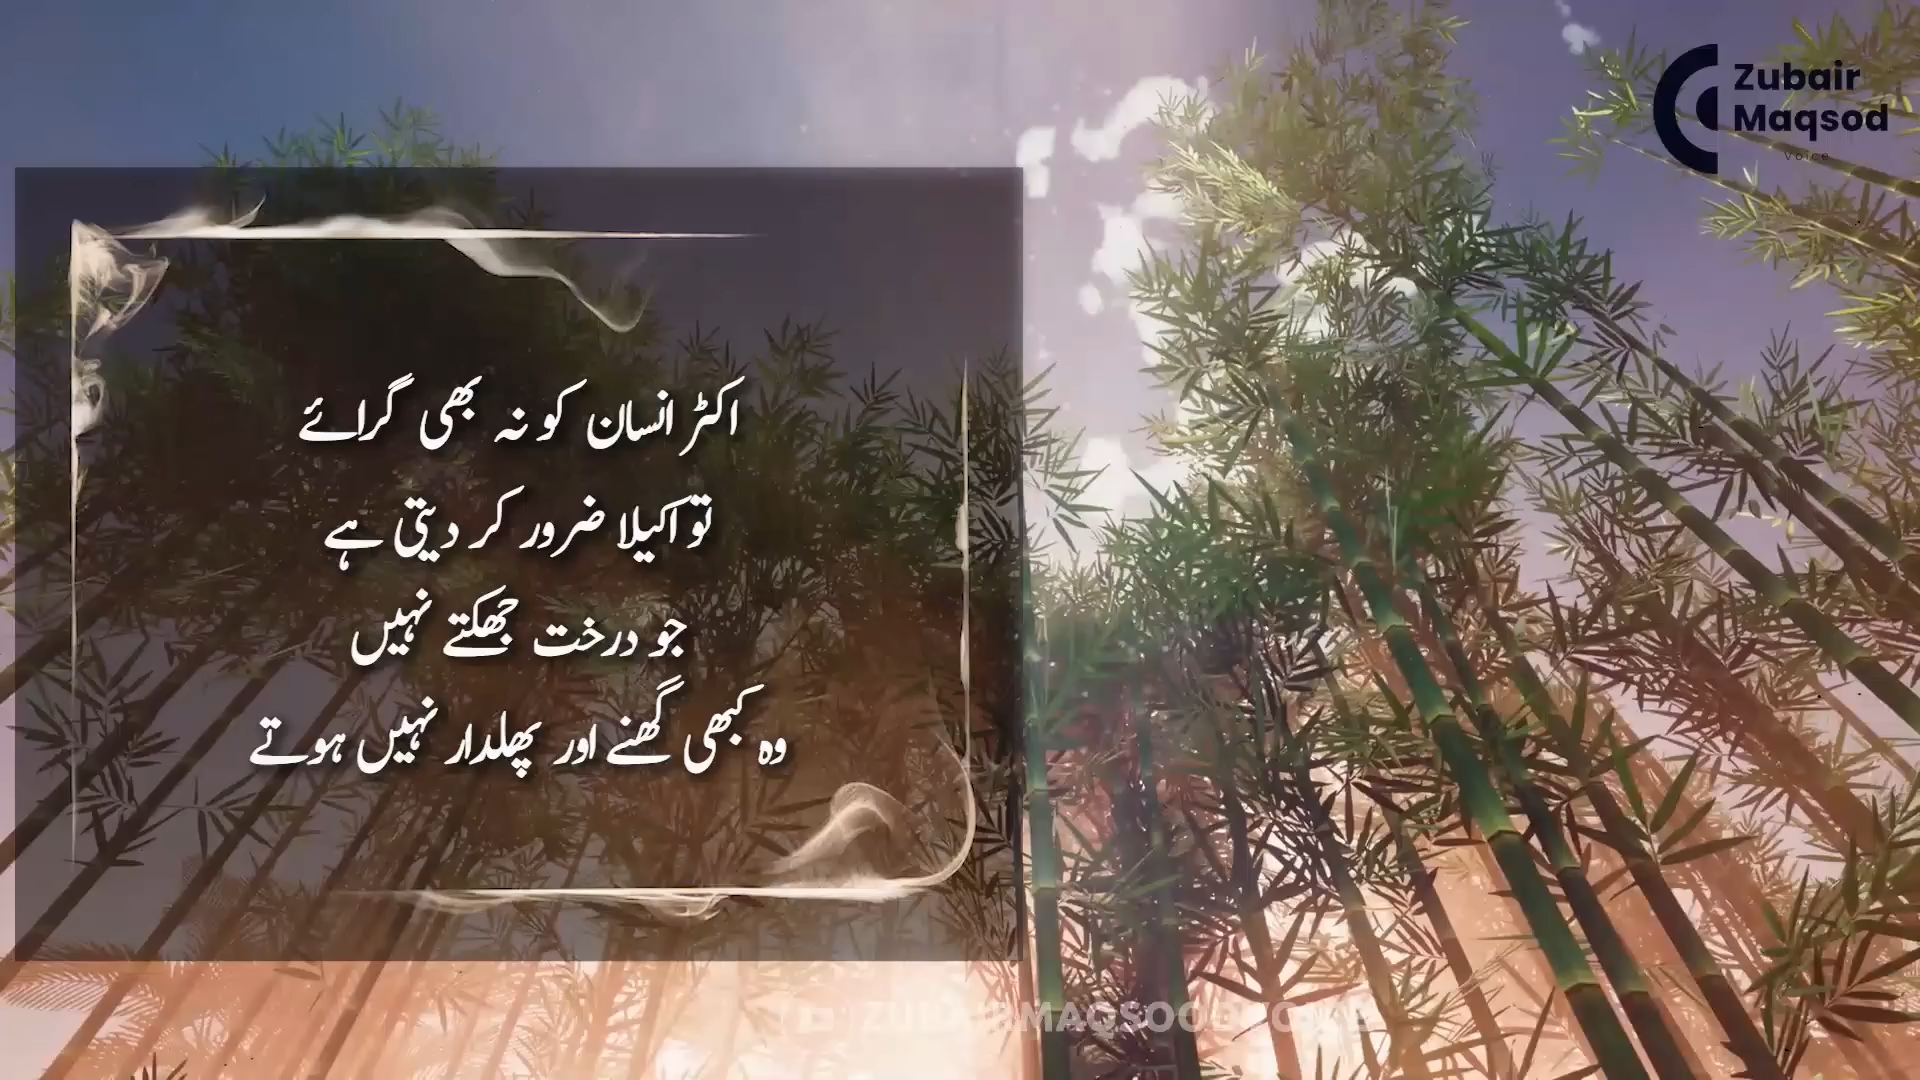 Zubair
Maqsod
Voice
اکثر انسان کو نہ بھی گرائے
تو اکیلا ضرور کر دیتی ہے
جو درخت جھکتے نہیں
وہ کبھی گھنے اور پھلدار نہیں ہوتے